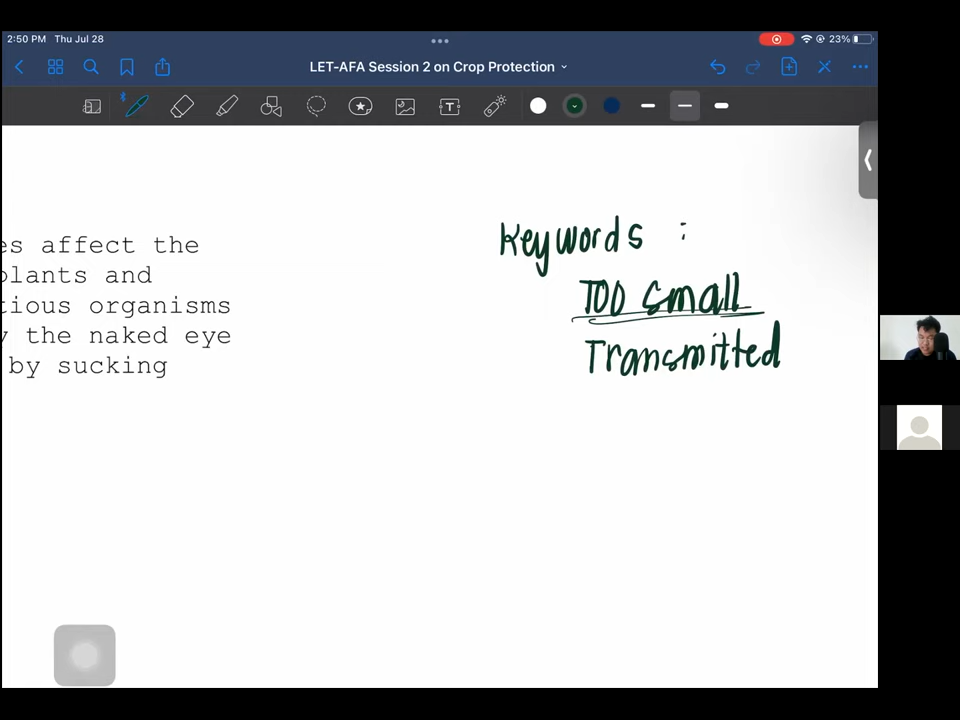 2:50 PM Thu Jul 28
23%
LET-AFA Session 2 on Crop Protection
es affect the
plants and
tious organisms
y the naked eye
by sucking
Keywords :
Too small
Transmitted